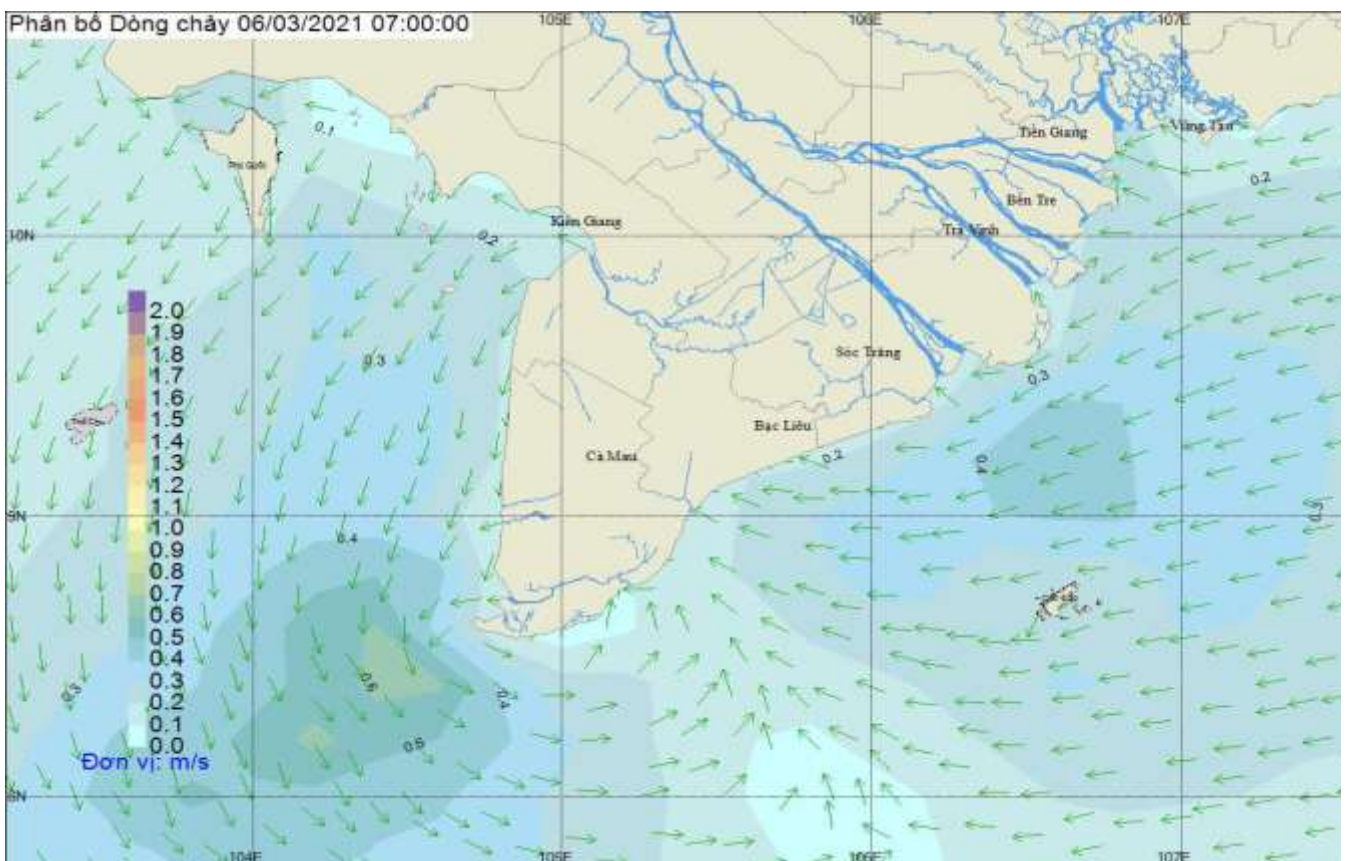 Phân bố Dòng chảy 06/03/2021 07:00:00
105E
106E
107E
Tiền Giang
Vũng Tàu
0.1
Phú Quốc
0.2
Bến Tre
Kiên Giang
0.2
Trà Vinh
10N
2.0
1.9
1.8
1.7
1.6
1.5
1.4
1.3
1.2
1.1
1.0
0.9
0.8
0.7
0.6
0.5
0.4
0.3
0.2
0.1
0.0
Đơn vị: m/s
0.3
Sóc Trăng
0.3
Bạc Liêu
Cà Mau
0.2
0.4
0.3
9N
0.4
0.3
0.6
0.4
0.5
8N
104E
105E
106E
107E